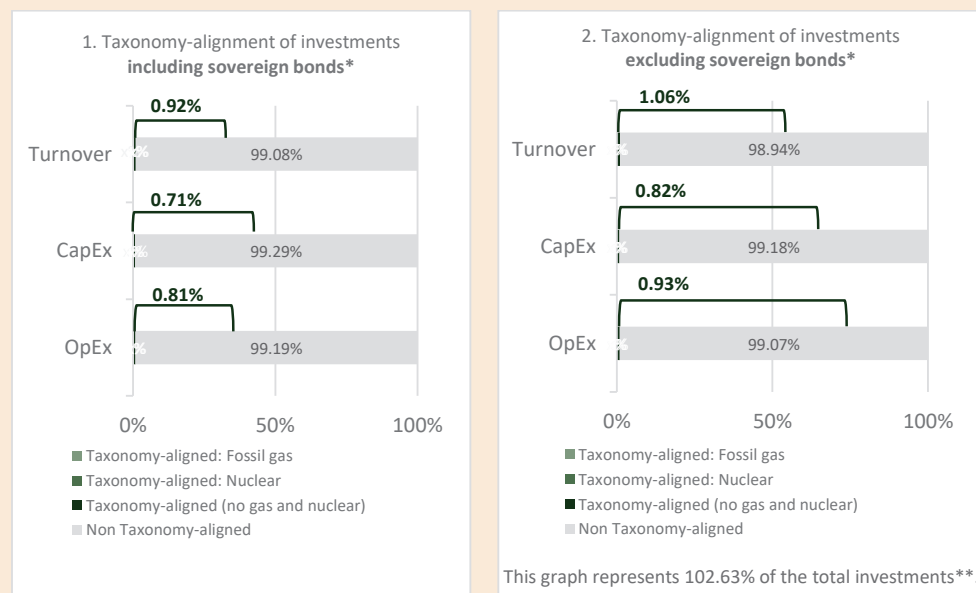 1. Taxonomy-alignment of investments
including sovereign bonds*
0.92%
Turnover
99.08%
0.71%
CapEx
99.29%
0.81%
OpEx
99.19%
0%
50%
100%
Taxonomy-aligned: Fossil gas
Taxonomy-aligned: Nuclear
Taxonomy-aligned (no gas and nuclear)
Non Taxonomy-aligned
2. Taxonomy-alignment of investments
excluding sovereign bonds*
1.06%
Turnover
98.94%
0.82%
CapEx
99.18%
0.93%
OpEx
99.07%
0%
50%
100%
Taxonomy-aligned: Fossil gas
Taxonomy-aligned: Nuclear
Taxonomy-aligned (no gas and nuclear)
Non Taxonomy-aligned
This graph represents 102.63% of the total investments**.